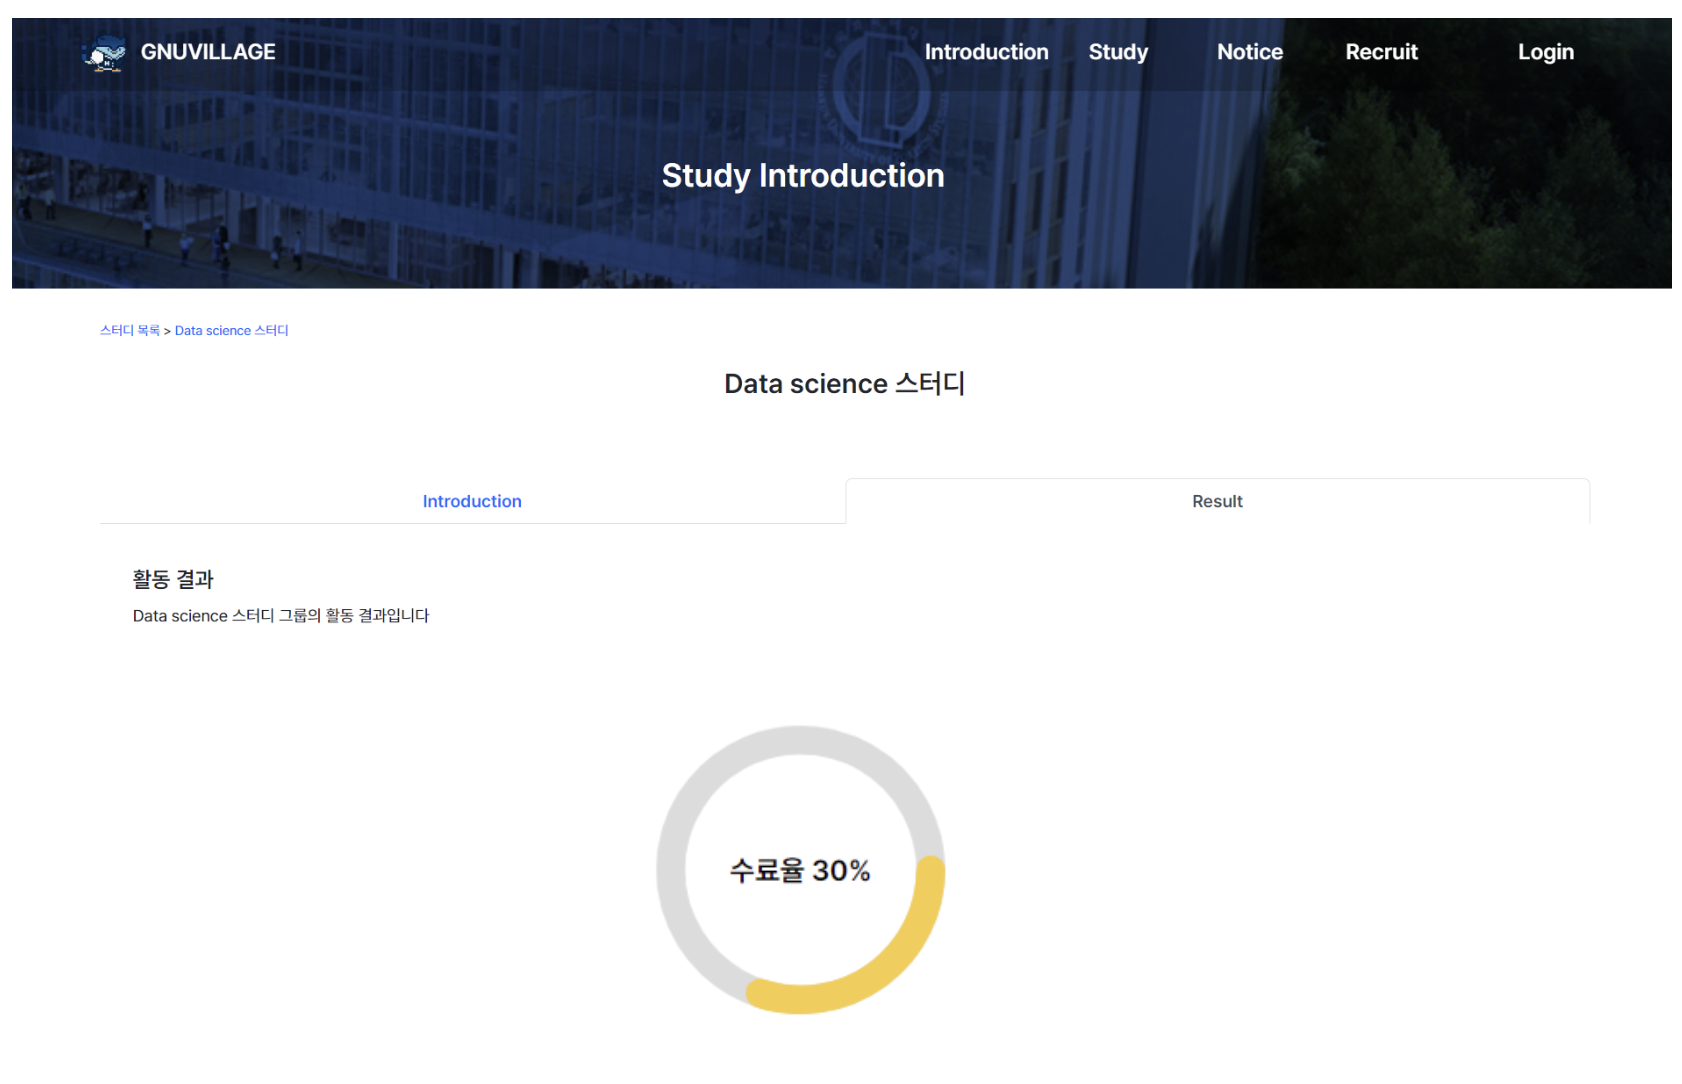 GNUVILLAGE
Introduction Study Notice Recruit Login
Study Introduction
스터디 목록 > Data science 스터디
Data science 스터디
Introduction Result
활동 결과
Data science 스터디 그룹의 활동 결과입니다
수료율 30%